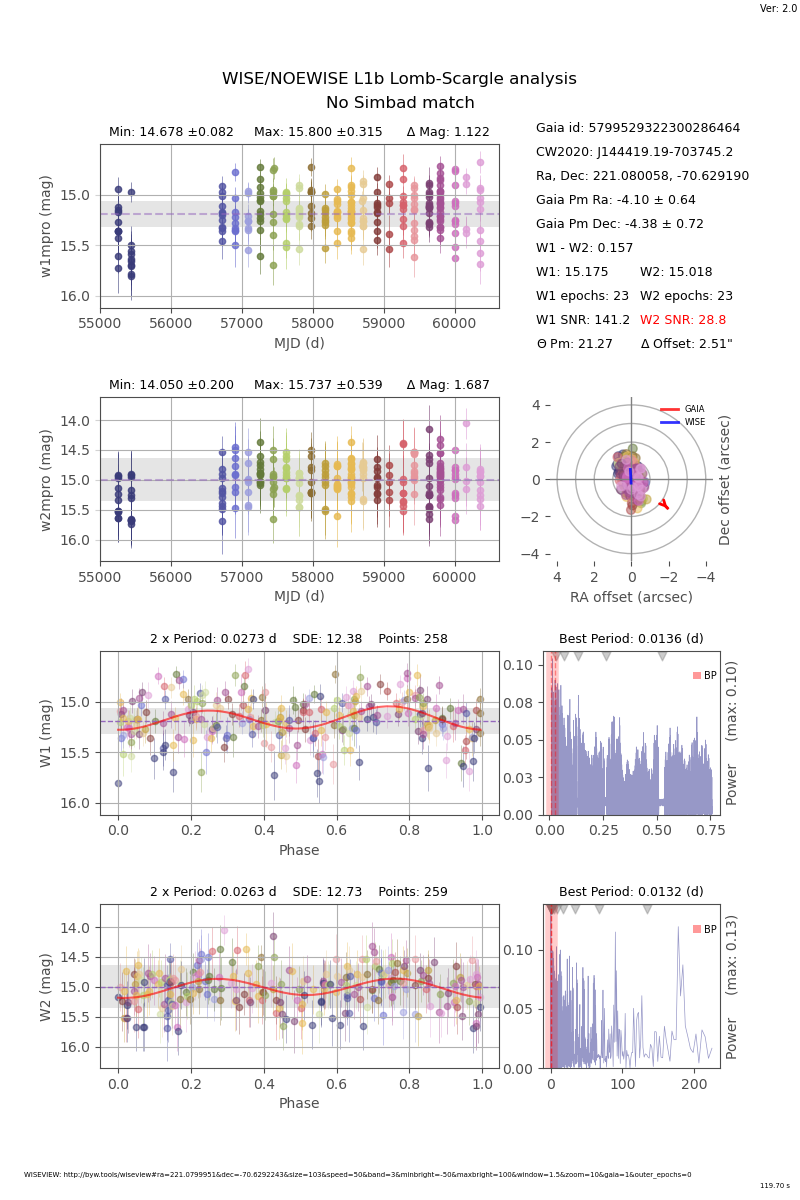 Ver: 2.0
WISE/NOEWISE L1b Lomb-Scargle analysis
No Simbad match
Min: 14.678 ±0.082 Max: 15.800 ±0.315 Δ Mag: 1.122
w1mpro (mag)
15.0
15.5
16.0
55000 56000 57000 58000 59000 60000
MJD (d)
Gaia id: 5799529322300286464
CW2020: J144419.19-703745.2
Ra, Dec: 221.080058, -70.629190
Gaia Pm Ra: -4.10 ± 0.64
Gaia Pm Dec: -4.38 ± 0.72
W1 - W2: 0.157
W1: 15.175 W2: 15.018
W1 epochs: 23 W2 epochs: 23
W1 SNR: 141.2 W2 SNR: 28.8
Θ Pm: 21.27 Δ Offset: 2.51"
Min: 14.050 ±0.200 Max: 15.737 ±0.539 Δ Mag: 1.687
w2mpro (mag)
14.0
14.5
15.0
15.5
16.0
55000 56000 57000 58000 59000 60000
MJD (d)
GAIA
WISE
4
2
0
−2
−4
4 2 0 −2 −4
RA offset (arcsec)
Dec offset (arcsec)
2 x Period: 0.0273 d SDE: 12.38 Points: 258
W1 (mag)
15.0
15.5
16.0
0.0 0.2 0.4 0.6 0.8 1.0
Phase
Best Period: 0.0136 (d)
BP
0.10
0.08
0.05
0.03
0.00
0.00 0.25 0.50 0.75
Power (max: 0.10)
2 x Period: 0.0263 d SDE: 12.73 Points: 259
W2 (mag)
14.0
14.5
15.0
15.5
16.0
0.0 0.2 0.4 0.6 0.8 1.0
Phase
Best Period: 0.0132 (d)
BP
0.10
0.05
0.00
0 100 200
Power (max: 0.13)
WISEVIEW: http://byw.tools/wiseview#ra=221.0799951&dec=-70.6292243&size=103&speed=50&band=3&minbright=-50&maxbright=100&window=1.5&zoom=10&gaia=1&outer_epochs=0
119.70 s